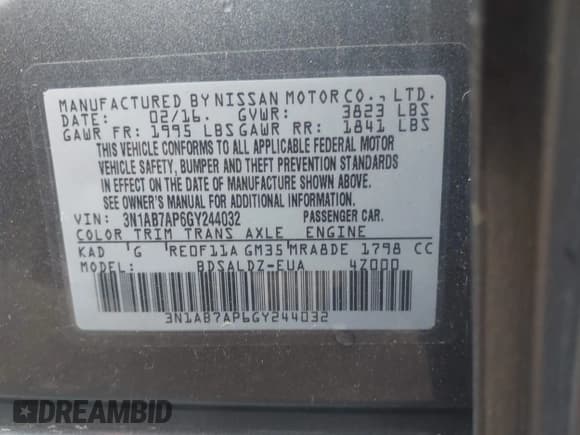 MANUFACTURED BY NISSAN MOTOR CO., LTD.
DATE: 02/16. GVWR: 3823 LBS
GAWR FR: 1995 LBS GAWR RR: 1841 LBS
THIS VEHICLE CONFORMS TO ALL APPLICABLE FEDERAL MOTOR
VEHICLE SAFETY, BUMPER AND THEFT PREVENTION STANDARDS
IN EFFECT ON THE DATE OF MANUFACTURE SHOWN ABOVE.
SEE OWNER'S MANUAL FOR ADDITIONAL INFORMATION.
VIN: 3N1AB7AP6GY244032 PASSENGER CAR.
COLOR TRIM TRANS AXLE ENGINE
KAD G RE0F11A GM35 MRA8DE 1798 CC
MODEL: BDSALDZ-EUA 4Z000
3N1AB7AP6GY244032
DREAMBID